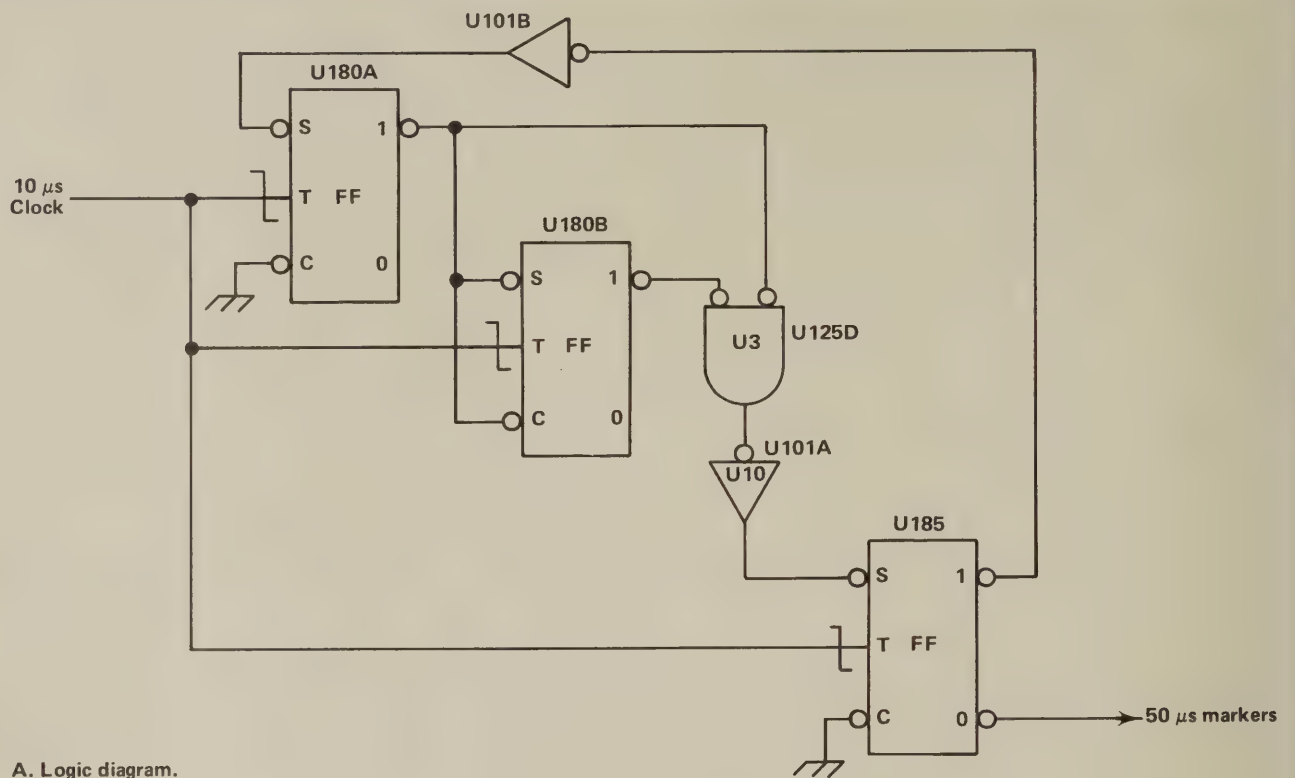 U101B
U180A
S 1
10 μs
Clock
T FF
C 0
U180B
S 1
T FF
C 0
U3
U125D
U101A
U10
U185
S 1
T FF
C 0
50 μs markers
A. Logic diagram.